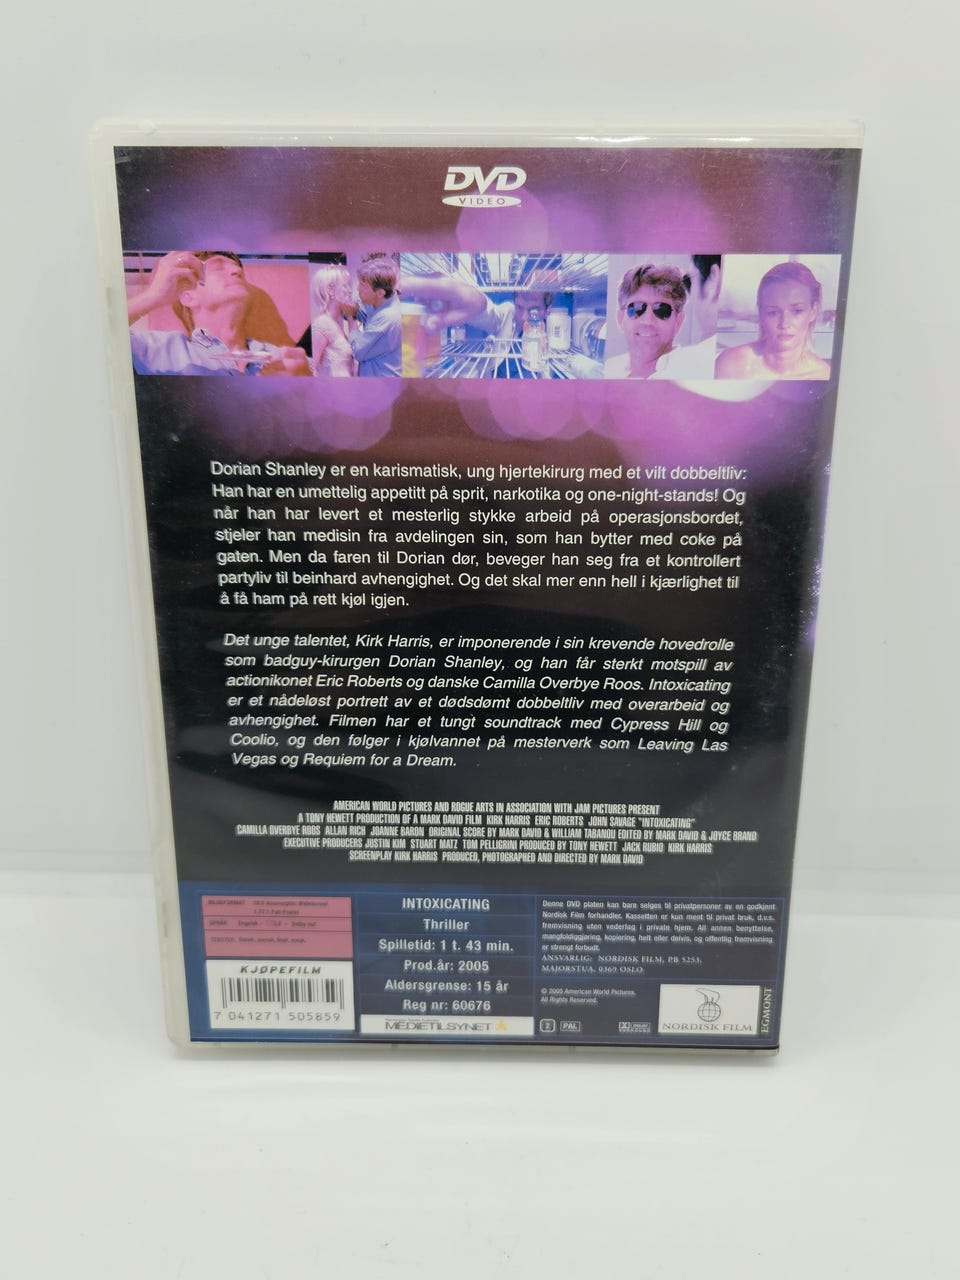 DVD
VIDEO
Dorian Shanley er en karismatisk, ung hjertekirurg med et vilt dobbeltliv:
Han har en umettelig appetitt på sprit, narkotika og one-night-stands! Og
når han har levert et mesterlig stykke arbeid på operasjonsbordet,
stjeler han medisin fra avdelingen sin, som han bytter med coke på
gaten. Men da faren til Dorian dør, beveger han seg fra et kontrollert
partyliv til beinhard avhengighet. Og det skal mer enn hell i kjærlighet til
å få ham på rett kjøl igjen.
Det unge talentet, Kirk Harris, er imponerende i sin krevende hovedrolle
som badguy-kirurgen Dorian Shanley, og han får sterkt motspill av
actionikonet Eric Roberts og danske Camilla Overbye Roos. Intoxicating
er et nådeløst portrett av et dødsdømt dobbeltliv med overarbeid og
avhengighet. Filmen har et tungt soundtrack med Cypress Hill og
Coolio, og den følger i kjølvannet på mesterverk som Leaving Las
Vegas og Requiem for a Dream.
AMERICAN WORLD PICTURES AND ROGUE ARTS IN ASSOCIATION WITH JAM PICTURES PRESENT
A TONY HEWETT PRODUCTION OF A MARK DAVID FILM KIRK HARRIS ERIC ROBERTS JOHN SAVAGE "INTOXICATING"
CAMILLA OVERBYE ROOS ALLAN RICH JOANNE BARON ORIGINAL SCORE BY MARK DAVID & WILLIAM TABANOU EDITED BY MARK DAVID & JOYCE BRAND
EXECUTIVE PRODUCERS JUSTIN KIM STUART MATZ TOM PELLIGRINI PRODUCED BY TONY HEWETT JACK RUBIO KIRK HARRIS
SCREENPLAY KIRK HARRIS PRODUCED, PHOTOGRAPHED AND DIRECTED BY MARK DAVID
BILDEFORMAT
KJØPEFILM
7 041271 505859
INTOXICATING
Thriller
Spilletid: 1 t. 43 min.
Prod.år: 2005
Aldersgrense: 15 år
Reg nr: 60676
MEDIETILSYNET
Denne DVD platen kan bare selges til privatpersoner av en godkjent
Nordisk Film forhandler. Kassetten er kun ment til privat bruk, d.v.s.
fremvisning uten vederlag i private hjem. All annen benyttelse,
mangfoldiggjøring, kopiering, helt eller delvis, og offentlig fremvisning
er strengt forbudt.
ANSVARLIG: NORDISK FILM, PB 5253,
MAJORSTUA, 0369 OSLO
© 2005 American World Pictures.
All Rights Reserved.
2 PAL
NORDISK FILM
EGMONT